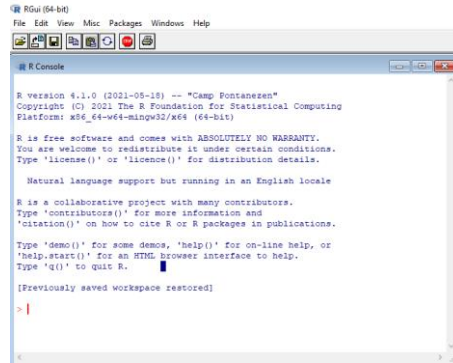 RGui (64-bit)
File Edit View Misc Packages Windows Help
R Console
R version 4.1.0 (2021-05-18) -- "Camp Pontanezen"
Copyright (C) 2021 The R Foundation for Statistical Computing
Platform: x86_64-w64-mingw32/x64 (64-bit)
R is free software and comes with ABSOLUTELY NO WARRANTY.
You are welcome to redistribute it under certain conditions.
Type 'license()' or 'licence()' for distribution details.
Natural language support but running in an English locale
R is a collaborative project with many contributors.
Type 'contributors()' for more information and
'citation()' on how to cite R or R packages in publications.
Type 'demo()' for some demos, 'help()' for on-line help, or
'help.start()' for an HTML browser interface to help.
Type 'q()' to quit R.
[Previously saved workspace restored]
>